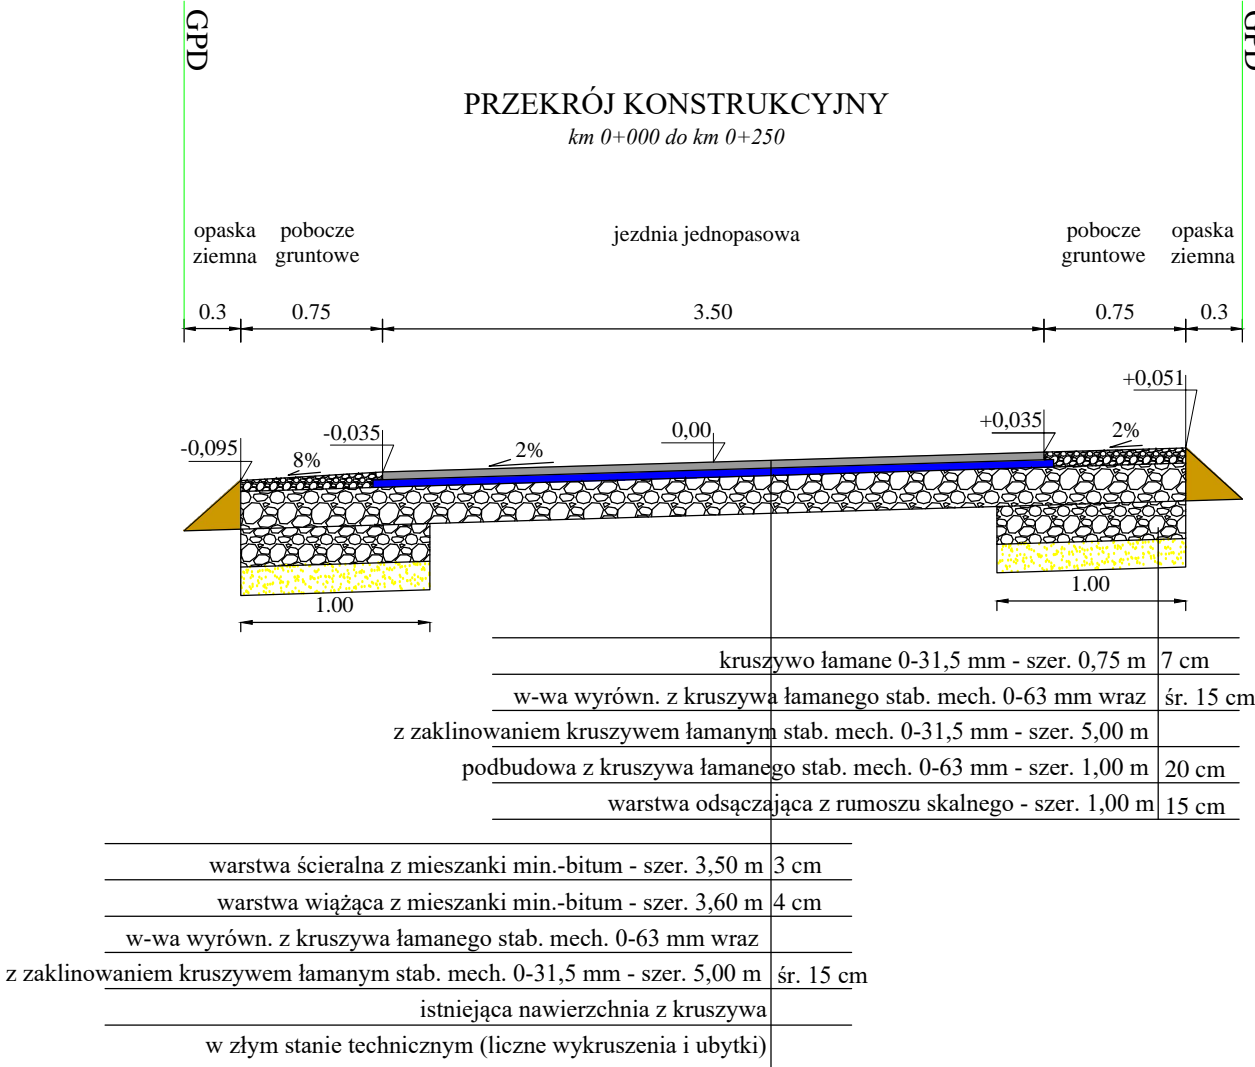 GPD
GPD
PRZEKRÓJ KONSTRUKCYJNY
km 0+000 do km 0+250
opaska
ziemna
pobocze
gruntowe
jezdnia jednopasowa
pobocze
gruntowe
opaska
ziemna
0.3
0.75
3.50
0.75
0.3
-0,095
8%
-0,035
2%
0,00
+0,035
2%
+0,051
1.00
1.00
kruszywo łamane 0-31,5 mm - szer. 0,75 m 7 cm
w-wa wyrówn. z kruszywa łamanego stab. mech. 0-63 mm wraz śr. 15 cm
z zaklinowaniem kruszywem łamanym stab. mech. 0-31,5 mm - szer. 5,00 m
podbudowa z kruszywa łamanego stab. mech. 0-63 mm - szer. 1,00 m 20 cm
warstwa odsączająca z rumoszu skalnego - szer. 1,00 m 15 cm
warstwa ścieralna z mieszanki min.-bitum - szer. 3,50 m 3 cm
warstwa wiążąca z mieszanki min.-bitum - szer. 3,60 m 4 cm
w-wa wyrówn. z kruszywa łamanego stab. mech. 0-63 mm wraz
z zaklinowaniem kruszywem łamanym stab. mech. 0-31,5 mm - szer. 5,00 m śr. 15 cm
istniejąca nawierzchnia z kruszywa
w złym stanie technicznym (liczne wykruszenia i ubytki)